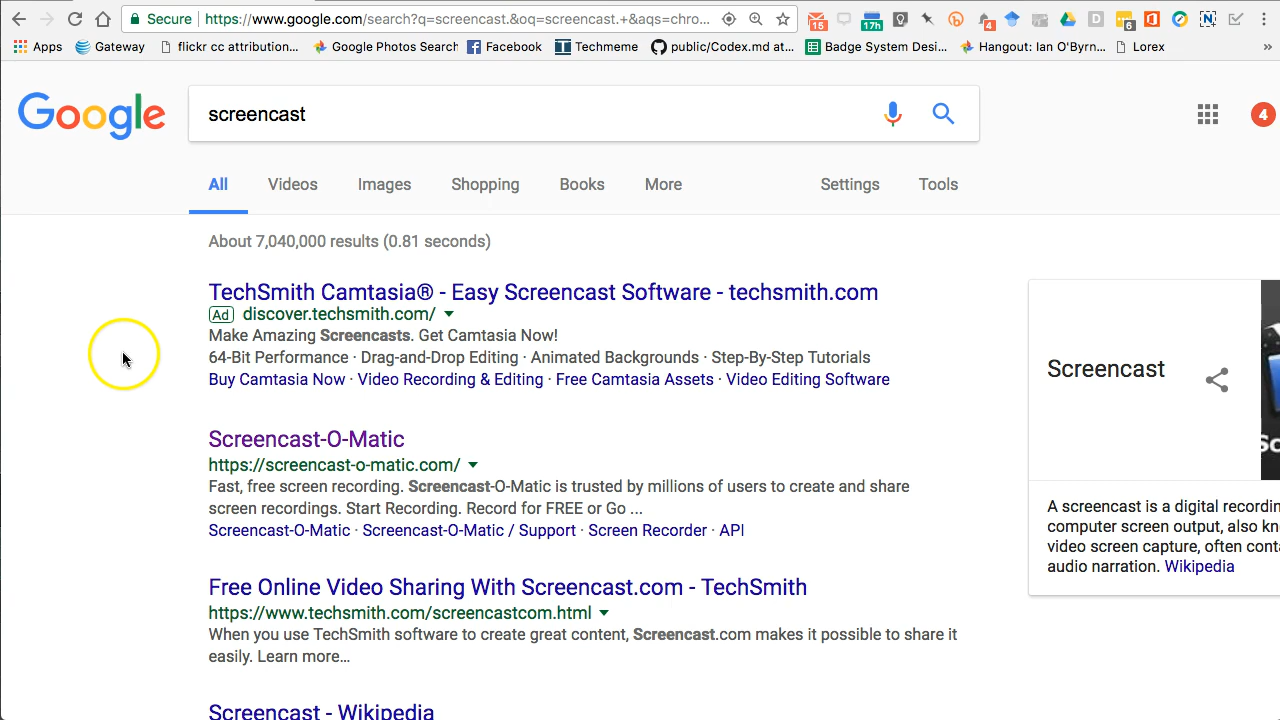 Secure https://www.google.com/search?q=screencast.&oq=screencast.+&aqs=chro...
15 17h 4 D 6 N
Apps Gateway flickr cc attribution... Google Photos Search Facebook Techmeme public/Codex.md at... Badge System Desi... Hangout: Ian O'Byrn... Lorex »
Google screencast 4
All Videos Images Shopping Books More Settings Tools
About 7,040,000 results (0.81 seconds)
TechSmith Camtasia® - Easy Screencast Software - techsmith.com
Ad discover.techsmith.com/
Make Amazing Screencasts. Get Camtasia Now!
64-Bit Performance · Drag-and-Drop Editing · Animated Backgrounds · Step-By-Step Tutorials
Buy Camtasia Now · Video Recording & Editing · Free Camtasia Assets · Video Editing Software
Screencast-O-Matic
https://screencast-o-matic.com/
Fast, free screen recording. Screencast-O-Matic is trusted by millions of users to create and share
screen recordings. Start Recording. Record for FREE or Go ...
Screencast-O-Matic · Screencast-O-Matic / Support · Screen Recorder · API
Free Online Video Sharing With Screencast.com - TechSmith
https://www.techsmith.com/screencastcom.html
When you use TechSmith software to create great content, Screencast.com makes it possible to share it
easily. Learn more...
Screencast - Wikipedia
Screencast
Sc
A screencast is a digital recordin
computer screen output, also kn
video screen capture, often conta
audio narration. Wikipedia